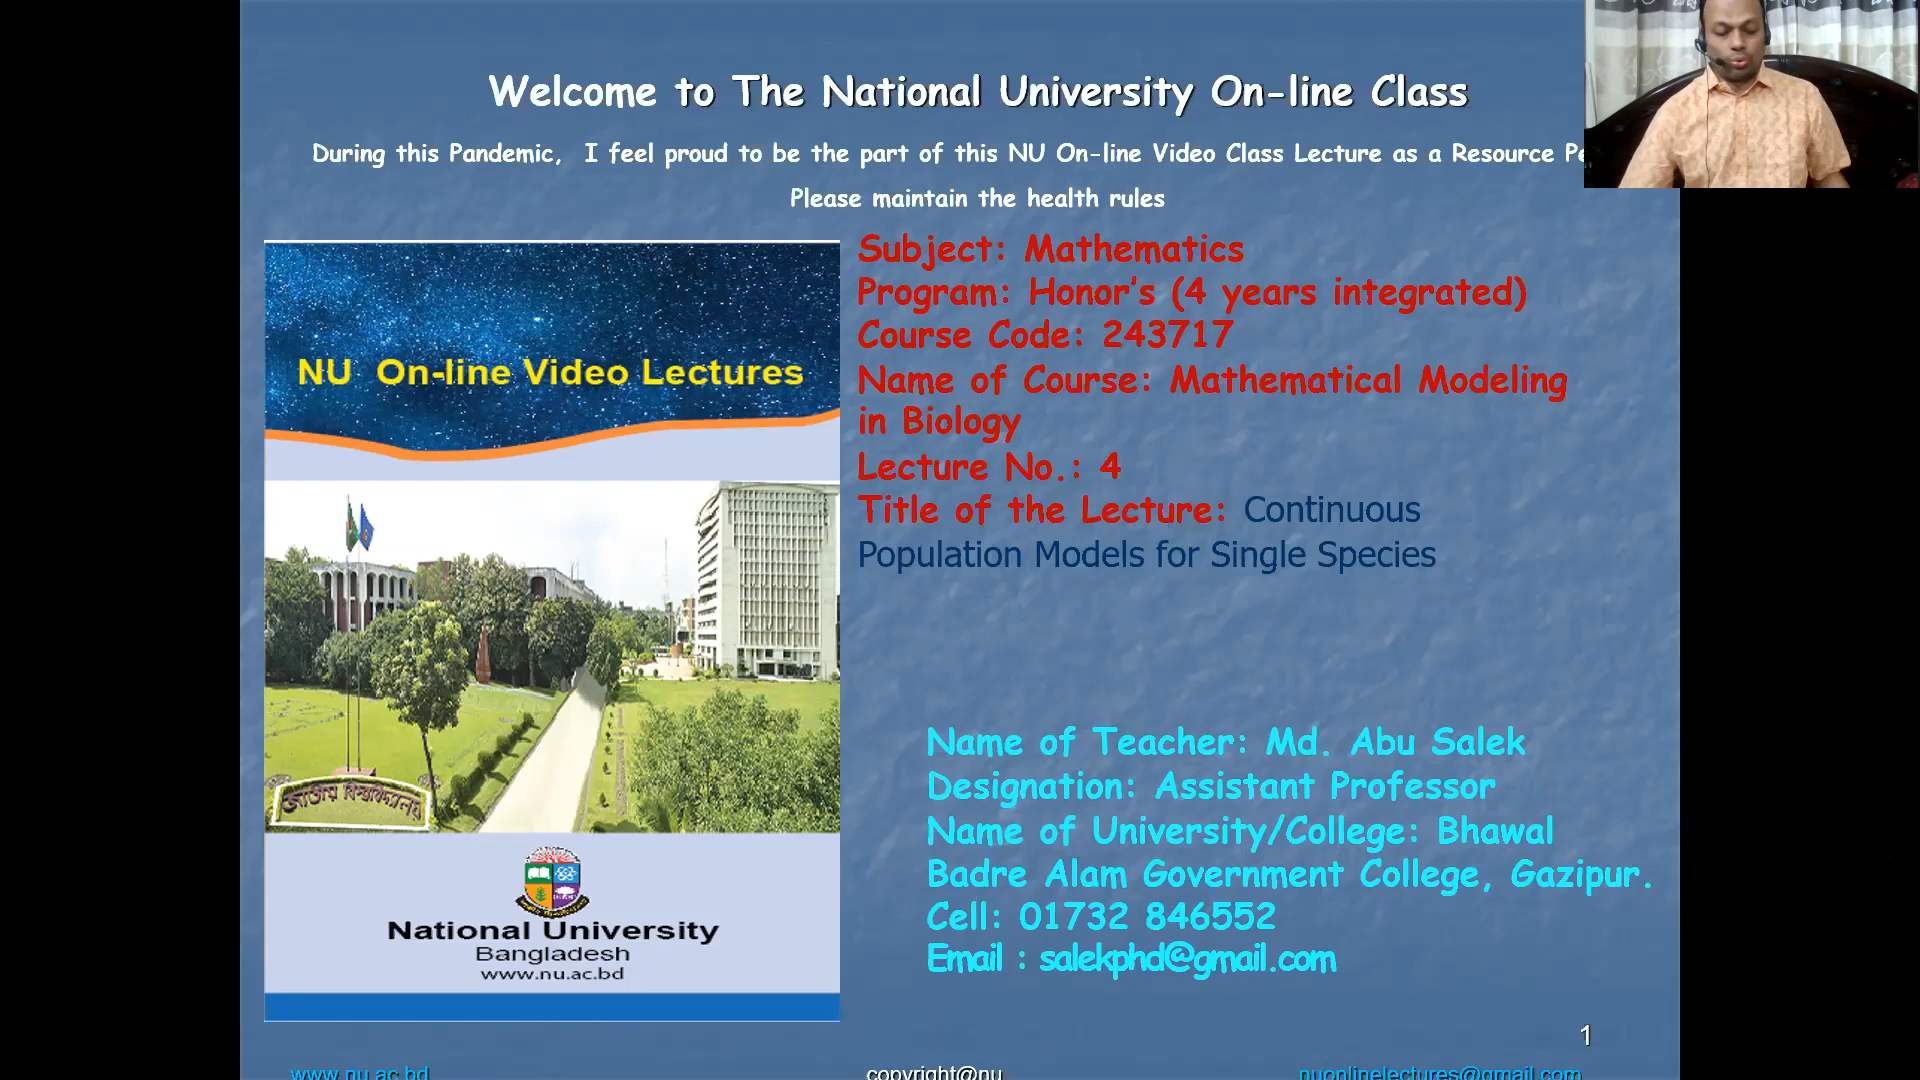 Welcome to The National University On-line Class
During this Pandemic, I feel proud to be the part of this NU On-line Video Class Lecture as a Resource
Please maintain the health rules
Subject: Mathematics
Program: Honor's (4 years integrated)
Course Code: 243717
Name of Course: Mathematical Modeling
in Biology
Lecture No.: 4
Title of the Lecture: Continuous
Population Models for Single Species
NU On-line Video Lectures
জাতীয় বিশ্ববিদ্যালয়
National University
Bangladesh
www.nu.ac.bd
Name of Teacher: Md. Abu Salek
Designation: Assistant Professor
Name of University/College: Bhawal
Badre Alam Government College, Gazipur.
Cell: 01732 846552
Email : salekphd@gmail.com
1
www.nu.ac.bd
copyright@nu
nuonlinelectures@gmail.com